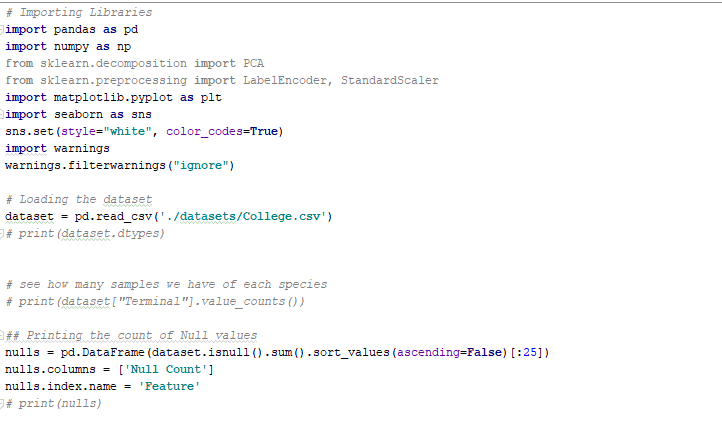 # Importing Libraries
import pandas as pd
import numpy as np
from sklearn.decomposition import PCA
from sklearn.preprocessing import LabelEncoder, StandardScaler
import matplotlib.pyplot as plt
import seaborn as sns
sns.set(style="white", color_codes=True)
import warnings
warnings.filterwarnings("ignore")
# Loading the dataset
dataset = pd.read_csv('./datasets/College.csv')
# print(dataset.dtypes)
# see how many samples we have of each species
# print(dataset["Terminal"].value_counts())
## Printing the count of Null values
nulls = pd.DataFrame(dataset.isnull().sum().sort_values(ascending=False)[:25])
nulls.columns = ['Null Count']
nulls.index.name = 'Feature'
# print(nulls)